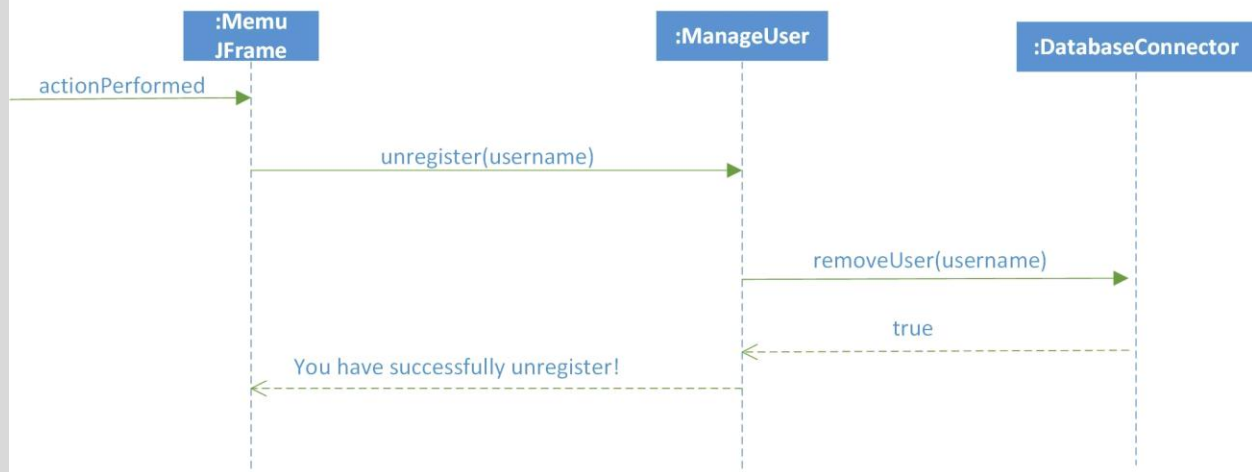 :Memu
JFrame
:ManageUser
:DatabaseConnector
actionPerformed
unregister(username)
removeUser(username)
true
You have successfully unregister!